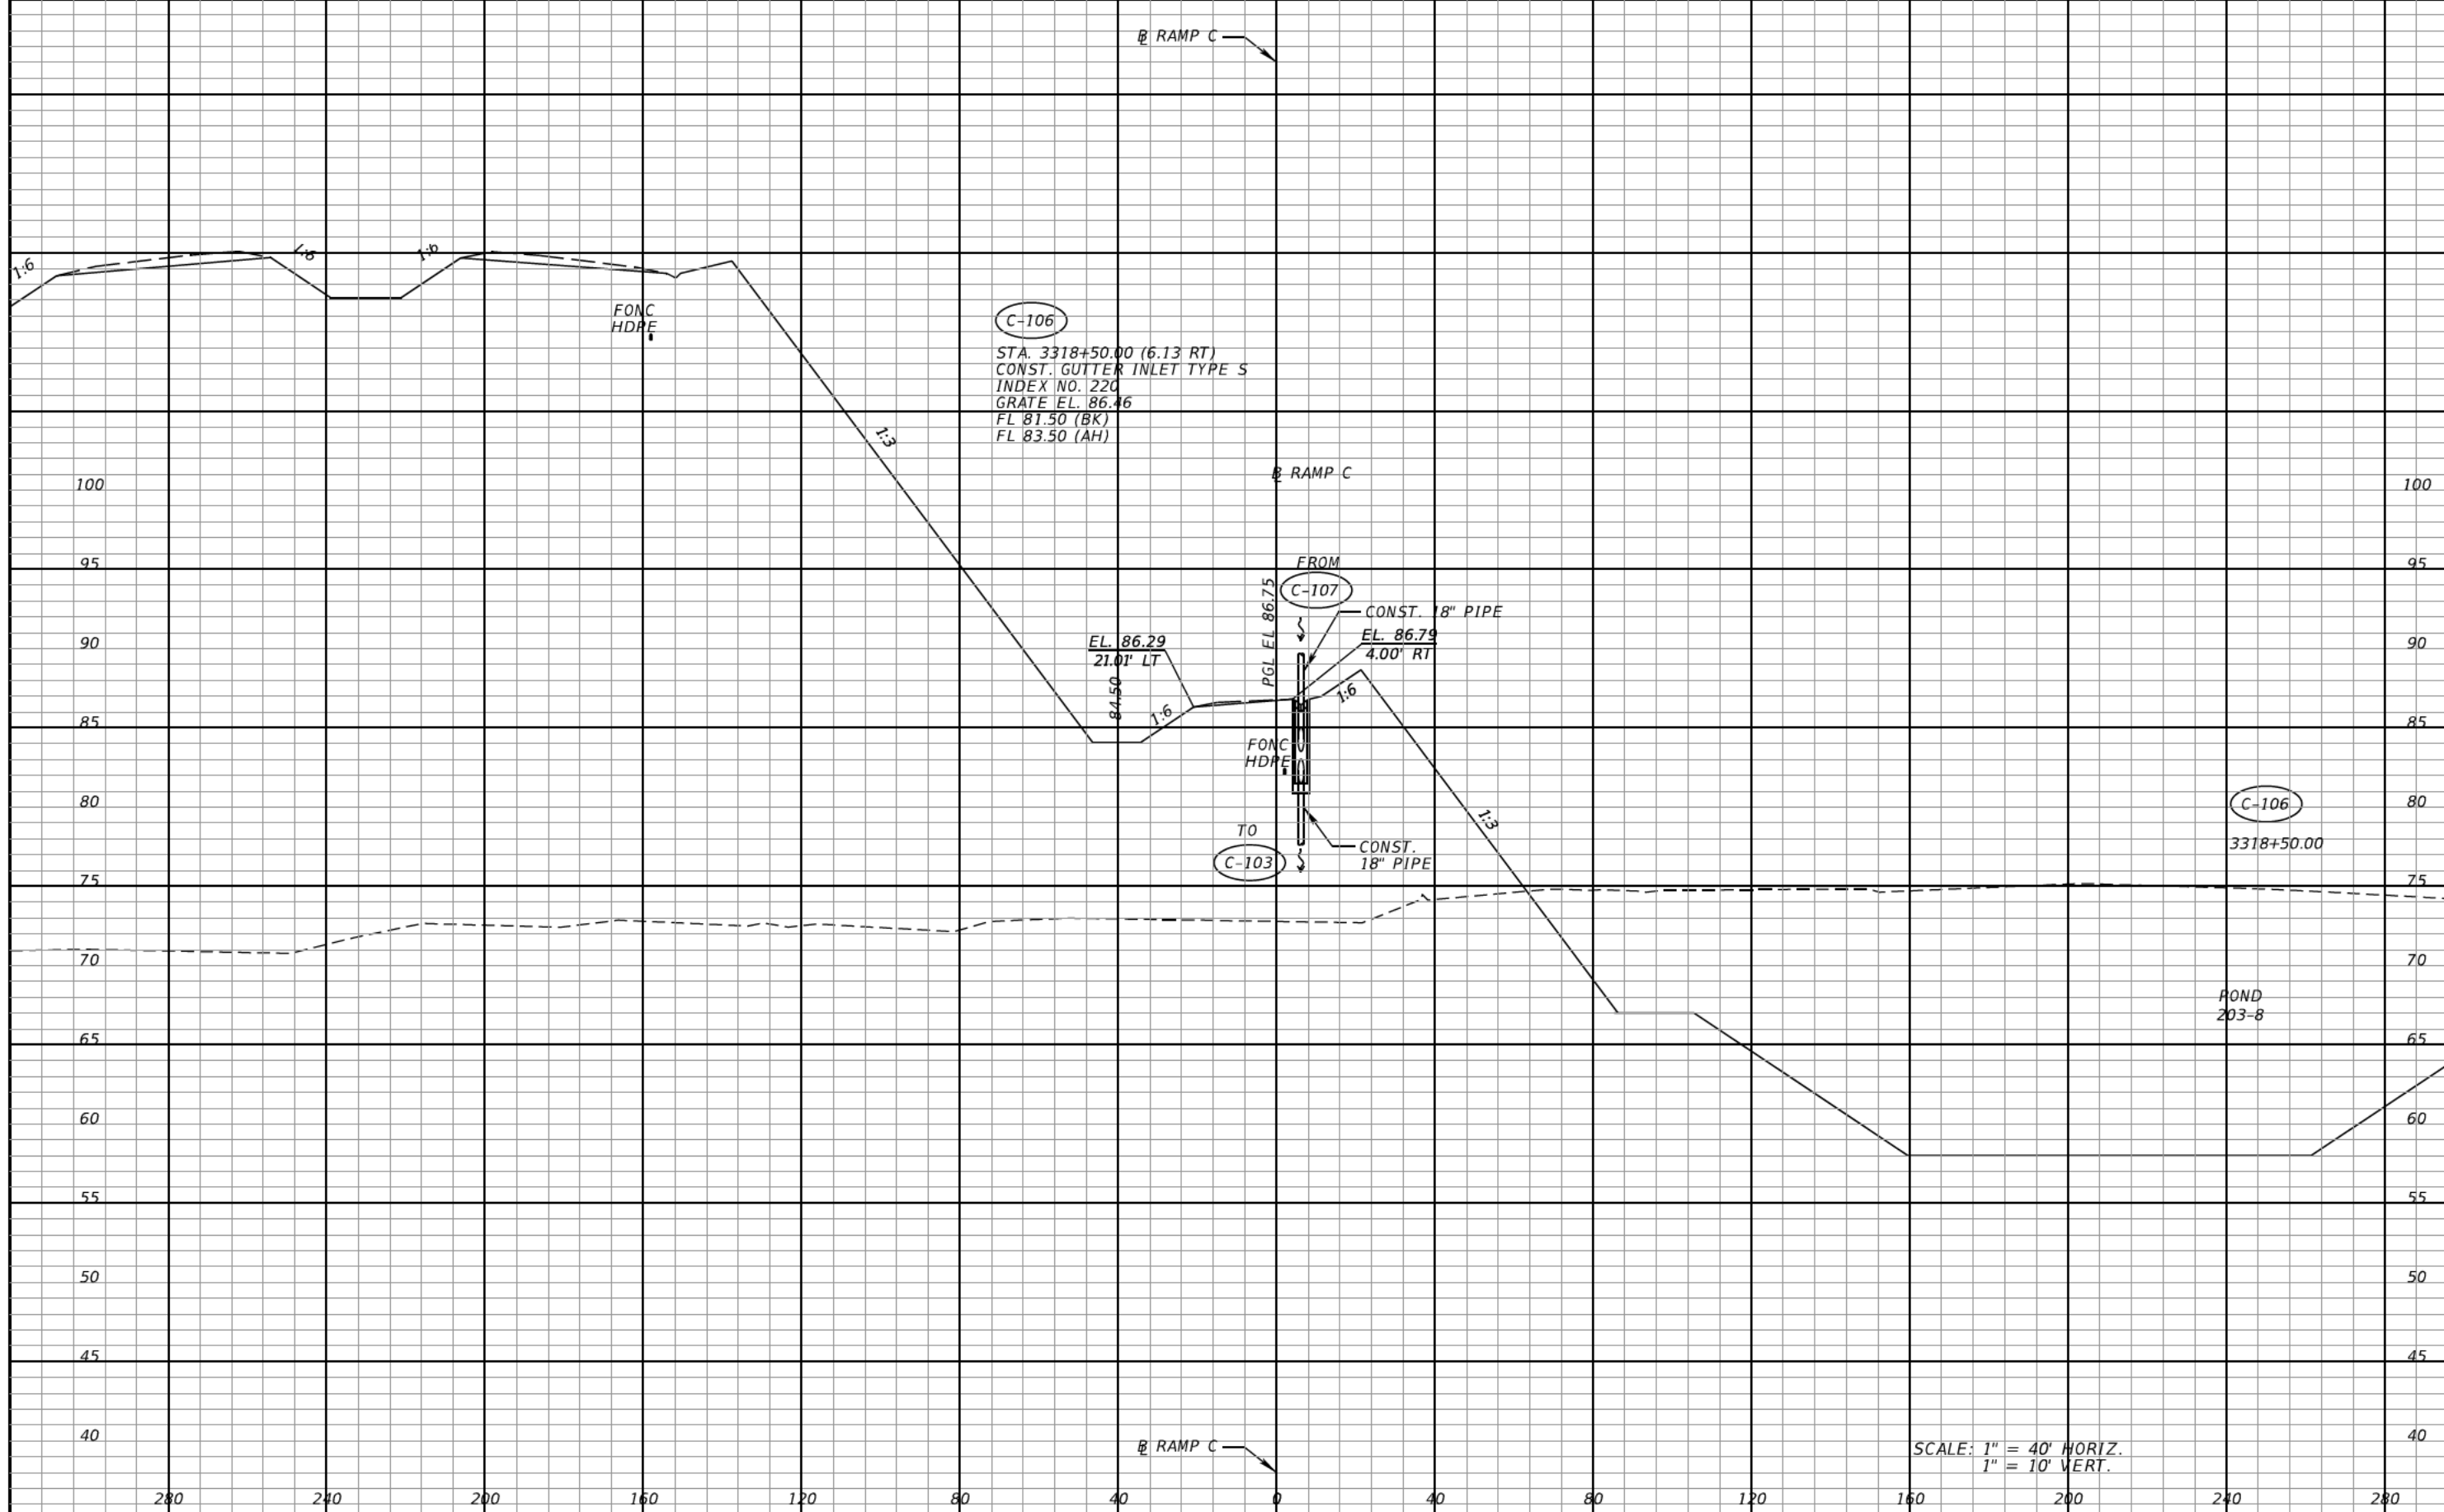 ℄ RAMP C
1:6
1:6
1:6
FONC
HDPE
C-106
STA. 3318+50.00 (6.13 RT)
CONST. GUTTER INLET TYPE S
INDEX NO. 220
GRATE EL. 86.46
FL 81.50 (BK)
FL 83.50 (AH)
1:3
℄ RAMP C
100
100
FROM
C-107
95
95
PGL EL 86.75
CONST. 18" PIPE
EL. 86.29
21.01' LT
EL. 86.79
4.00' RT
90
90
84.50
1:6
1:6
85
85
FONC
HDPE
80
80
1:3
C-106
3318+50.00
TO
C-103
CONST.
18" PIPE
75
75
70
70
POND
203-8
65
65
60
60
55
55
50
50
45
45
40
40
℄ RAMP C
SCALE: 1" = 40' HORIZ.
1" = 10' VERT.
280 240 200 160 120 80 40 0 40 80 120 160 200 240 280